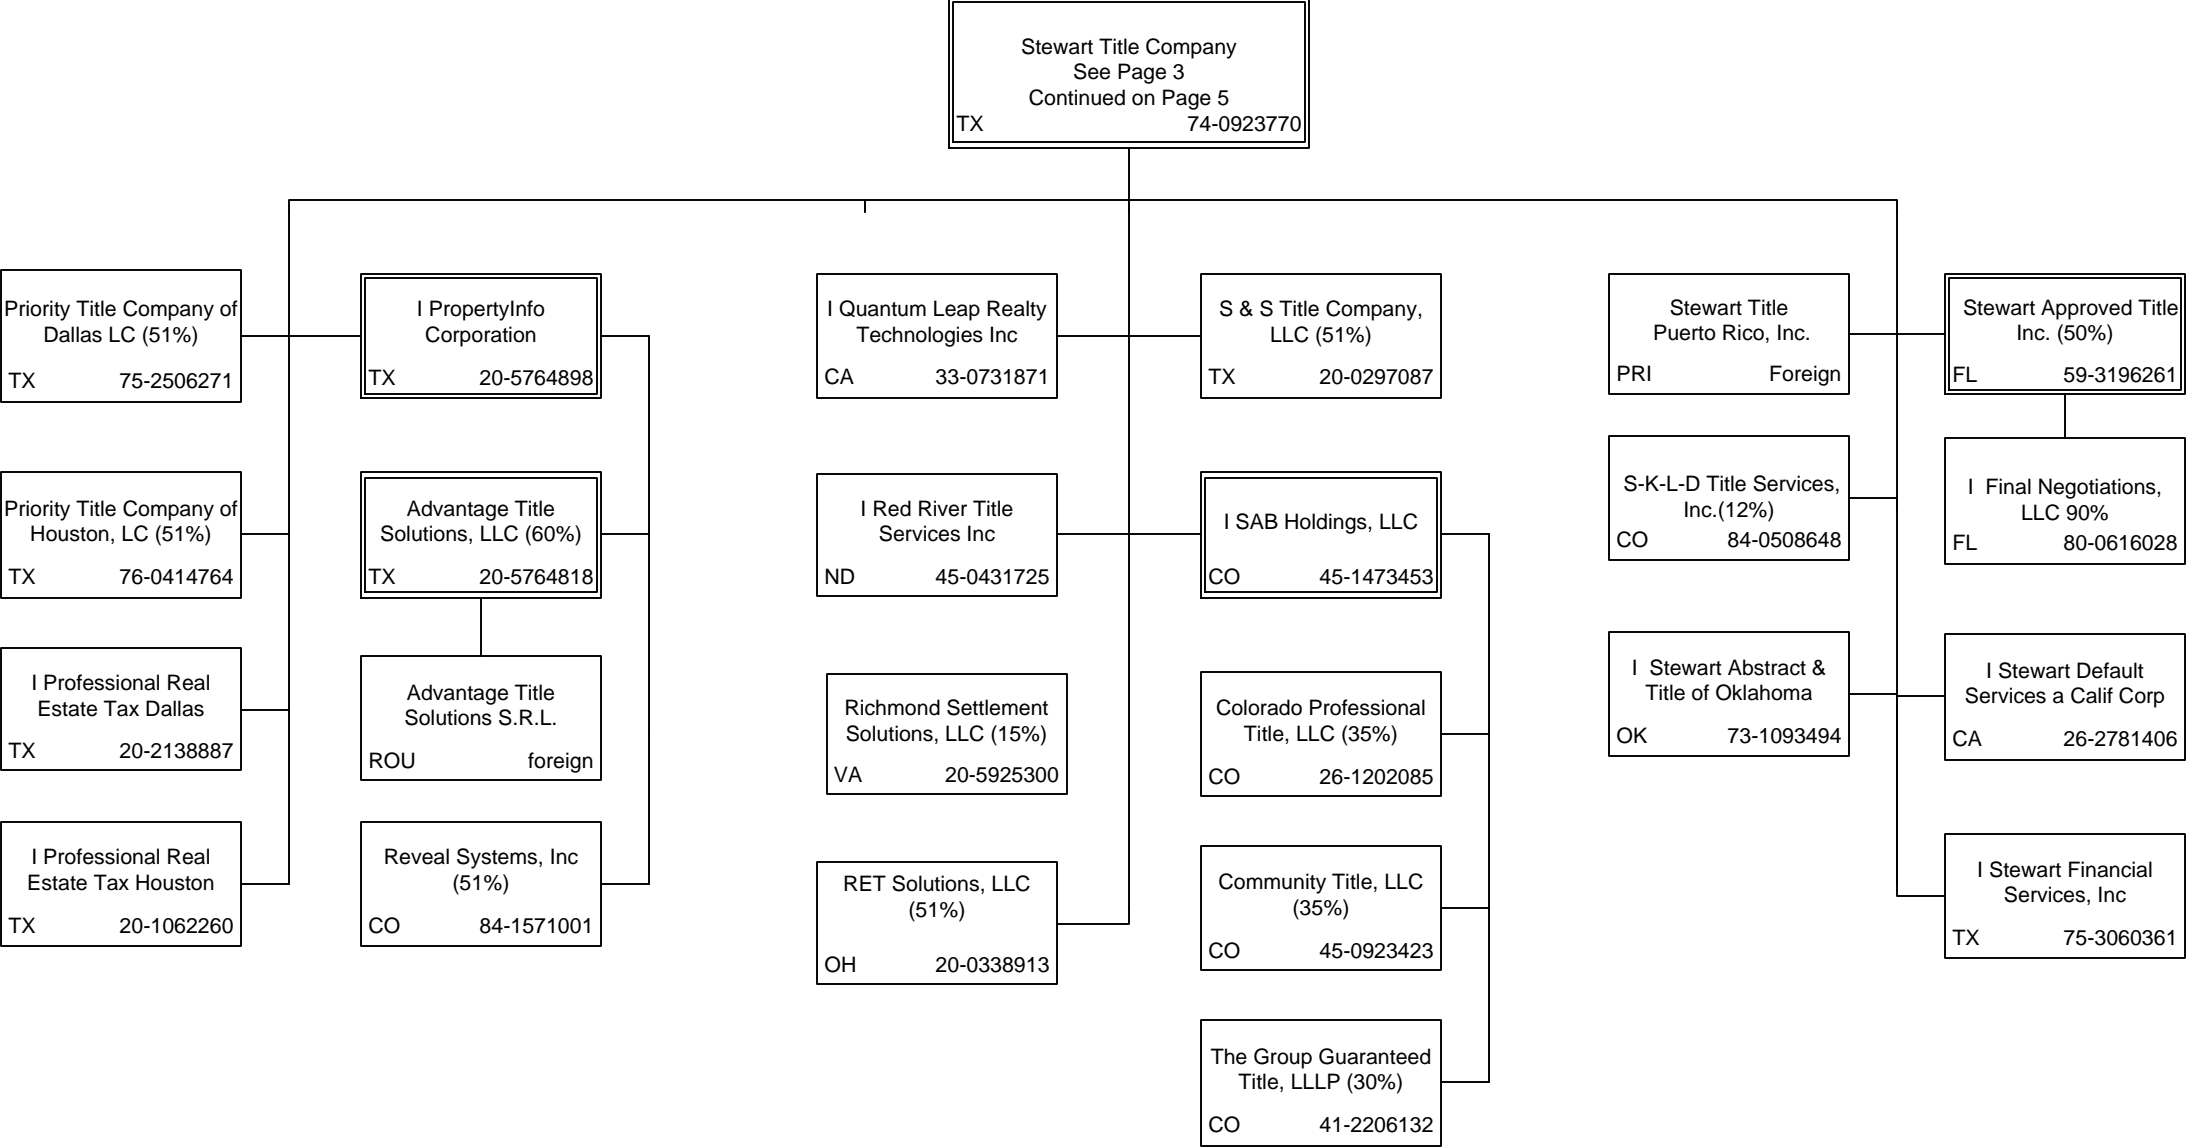 Stewart Title Company
See Page 3
Continued on Page 5
TX 74-0923770
Priority Title Company of
Dallas LC (51%)
TX 75-2506271
I PropertyInfo
Corporation
TX 20-5764898
I Quantum Leap Realty
Technologies Inc
CA 33-0731871
S & S Title Company,
LLC (51%)
TX 20-0297087
Stewart Title
Puerto Rico, Inc.
PRI Foreign
Stewart Approved Title
Inc. (50%)
FL 59-3196261
Priority Title Company of
Houston, LC (51%)
TX 76-0414764
Advantage Title
Solutions, LLC (60%)
TX 20-5764818
I Red River Title
Services Inc
ND 45-0431725
I SAB Holdings, LLC
CO 45-1473453
S-K-L-D Title Services,
Inc.(12%)
CO 84-0508648
I Final Negotiations,
LLC 90%
FL 80-0616028
I Professional Real
Estate Tax Dallas
TX 20-2138887
Advantage Title
Solutions S.R.L.
ROU foreign
Richmond Settlement
Solutions, LLC (15%)
VA 20-5925300
Colorado Professional
Title, LLC (35%)
CO 26-1202085
I Stewart Abstract &
Title of Oklahoma
OK 73-1093494
I Stewart Default
Services a Calif Corp
CA 26-2781406
I Professional Real
Estate Tax Houston
TX 20-1062260
Reveal Systems, Inc
(51%)
CO 84-1571001
RET Solutions, LLC
(51%)
OH 20-0338913
Community Title, LLC
(35%)
CO 45-0923423
I Stewart Financial
Services, Inc
TX 75-3060361
The Group Guaranteed
Title, LLLP (30%)
CO 41-2206132